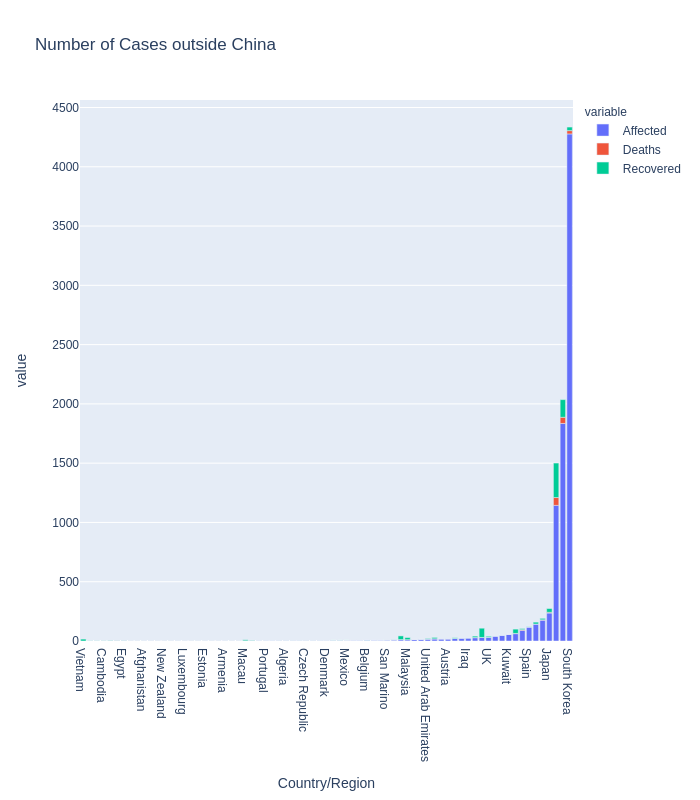 Number of Cases outside China
variable
Affected
Deaths
Recovered
4500
4000
3500
3000
2500
2000
1500
1000
500
0
value
Vietnam
Cambodia
Egypt
Afghanistan
New Zealand
Luxembourg
Estonia
Armenia
Macau
Portugal
Algeria
Czech Republic
Denmark
Mexico
Belgium
San Marino
Malaysia
United Arab Emirates
Austria
Iraq
UK
Kuwait
Spain
Japan
South Korea
Country/Region